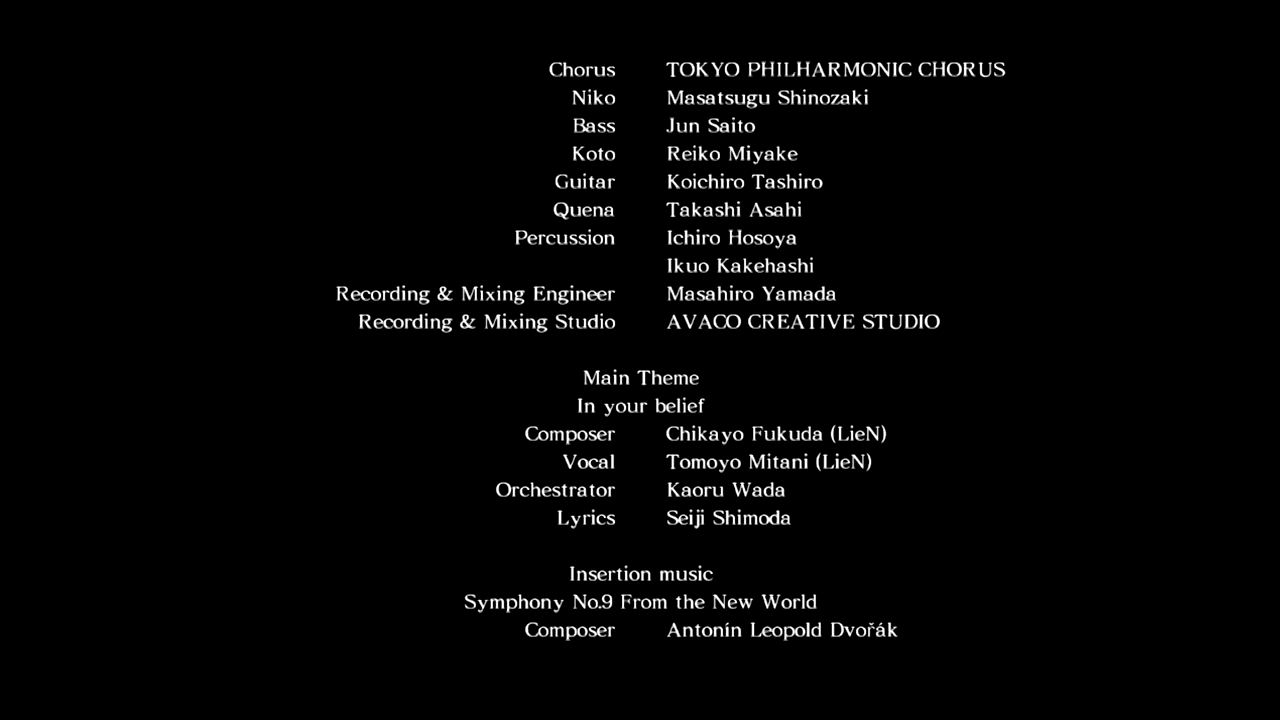 Chorus TOKYO PHILHARMONIC CHORUS
Niko Masatsugu Shinozaki
Bass Jun Saito
Koto Reiko Miyake
Guitar Koichiro Tashiro
Quena Takashi Asahi
Percussion Ichiro Hosoya
Ikuo Kakehashi
Recording & Mixing Engineer Masahiro Yamada
Recording & Mixing Studio AVACO CREATIVE STUDIO
Main Theme
In your belief
Composer Chikayo Fukuda (LieN)
Vocal Tomoyo Mitani (LieN)
Orchestrator Kaoru Wada
Lyrics Seiji Shimoda
Insertion music
Symphony No.9 From the New World
Composer Antonín Leopold Dvořák